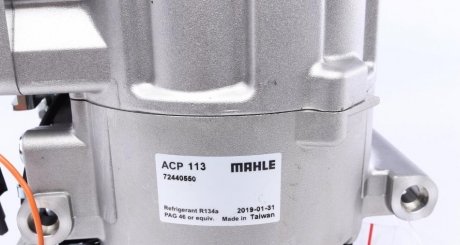 ACP 113 MAHLE
72440550
Refrigerant R134a 2019-01-31
PAG 46 or equiv. Made in Taiwan